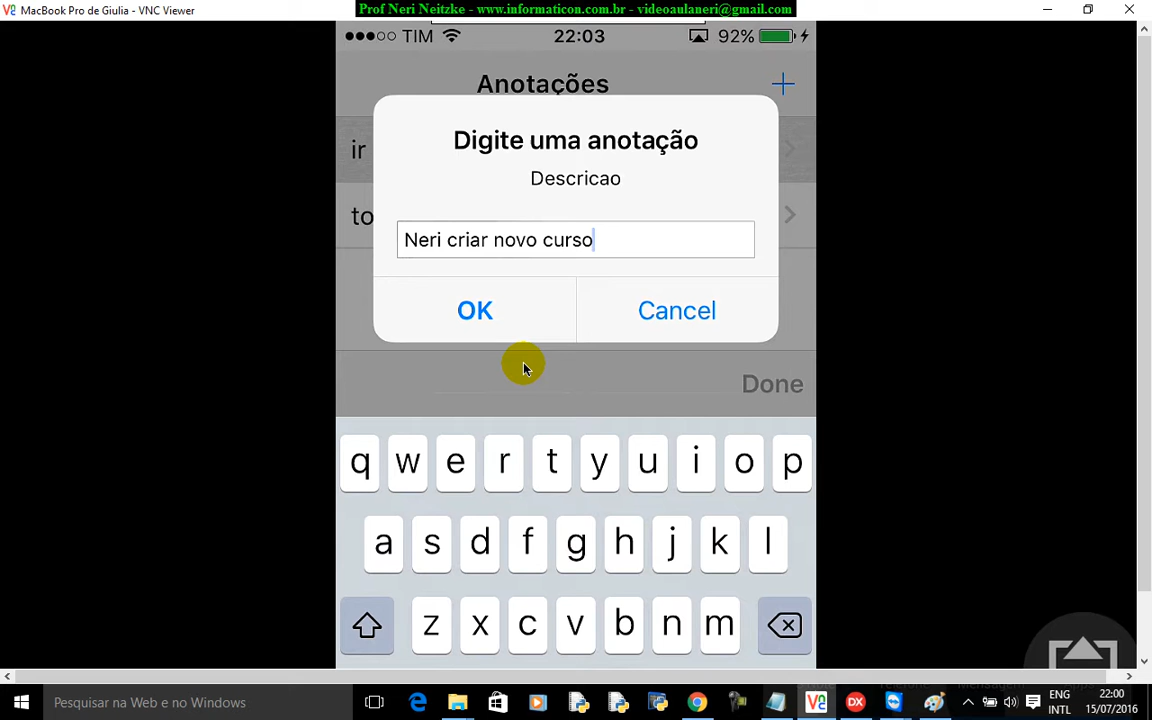 Prof Neri Neitzke - www.informaticon.com.br - videoaulaneri@gmail.com
MacBook Pro de Giulia - VNC Viewer
TIM 22:03 92%
Anotações +
Digite uma anotação
Descricao
ir
to
Neri criar novo curso
OK Cancel
Done
q w e r t y u i o p
a s d f g h j k l
z x c v b n m
Pesquisar na Web e no Windows
ENG 22:00
INTL 15/07/2016